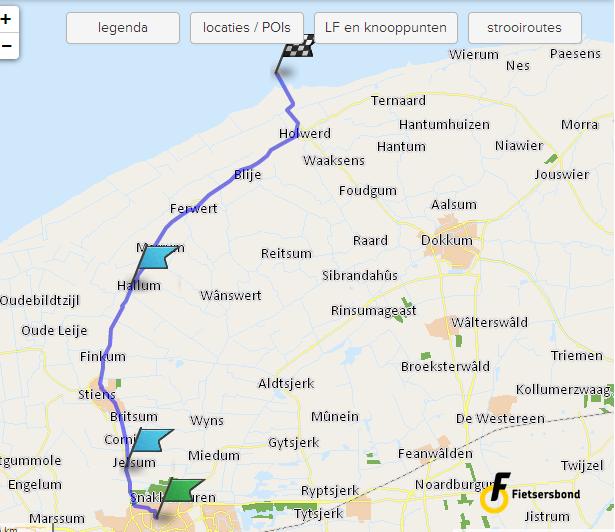 +
−
legenda
locaties / POIs
LF en knooppunten
strooiroutes
Wierum
Paesens
Nes
Ternaard
Holwerd
Hantumhuizen
Morra
Hantum
Niawier
Waaksens
Jouswier
Blije
Foudgum
Aalsum
Ferwert
Raard
Dokkum
Reitsum
Sibrandahûs
Hallum
Wânswert
Oudebildtzijl
Rinsumageast
Oude Leije
Wâlterswâld
Finkum
Triemen
Broeksterwâld
Aldtsjerk
Kollumerzwaag
Stiens
Britsum
Wyns
Mûnein
De Westereen
Gytsjerk
Jelsum
Miedum
Feanwâlden
tgummole
Twijzel
Engelum
Ryptsjerk
Noardburgu
Fietsersbond
Marssum
Tytsjerk
Jistrum